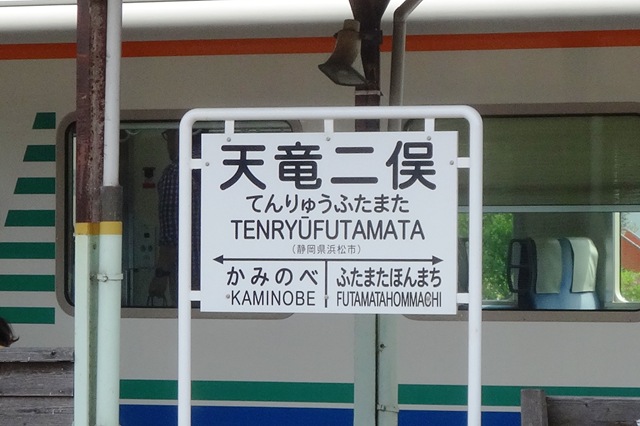 天竜二俣
てんりゅうふたまた
TENRYŪFUTAMATA
(静岡県浜松市)
かみのべ ふたまたほんまち
KAMINOBE FUTAMATAHOMMACHI